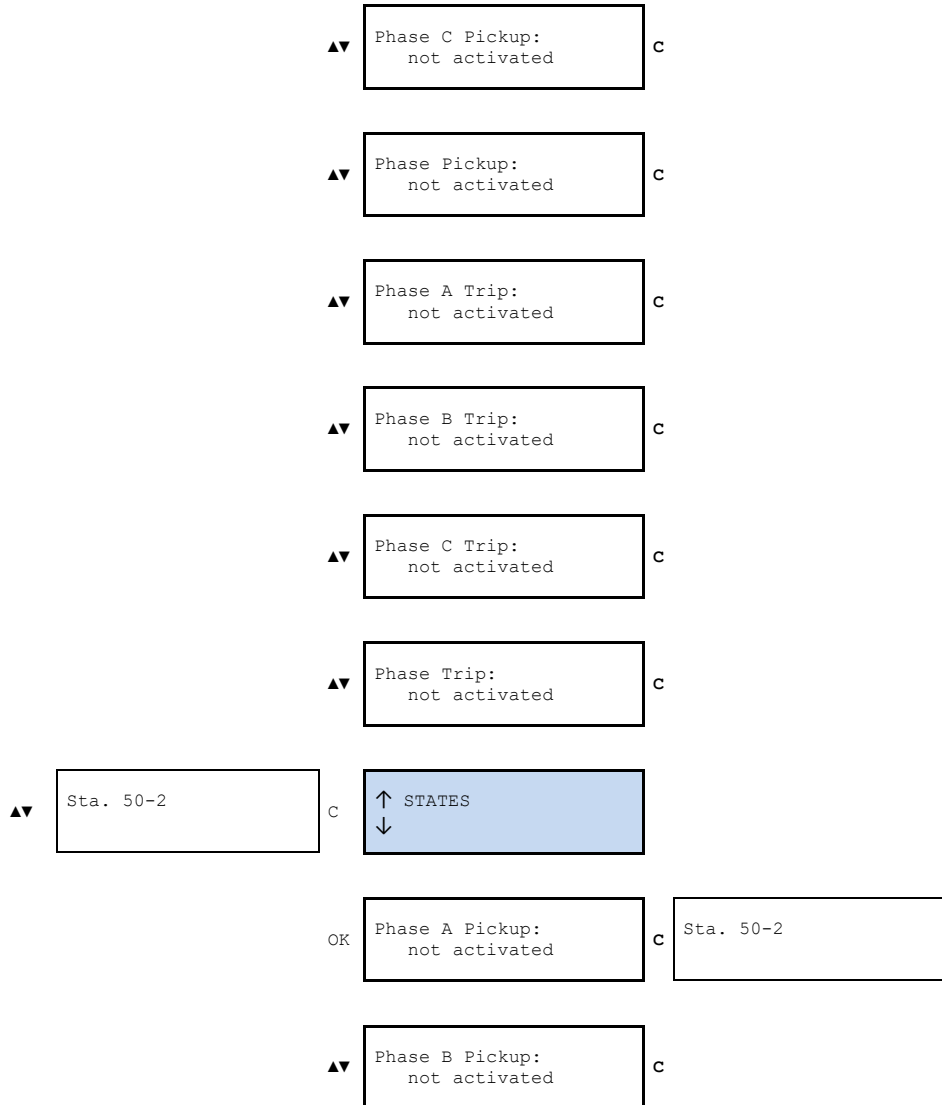 ▲▼ Phase C Pickup: C
not activated
▲▼ Phase Pickup: C
not activated
▲▼ Phase A Trip: C
not activated
▲▼ Phase B Trip: C
not activated
▲▼ Phase C Trip: C
not activated
▲▼ Phase Trip: C
not activated
▲▼ Sta. 50-2 C ↑ STATES
↓
OK Phase A Pickup: C Sta. 50-2
not activated
▲▼ Phase B Pickup: C
not activated